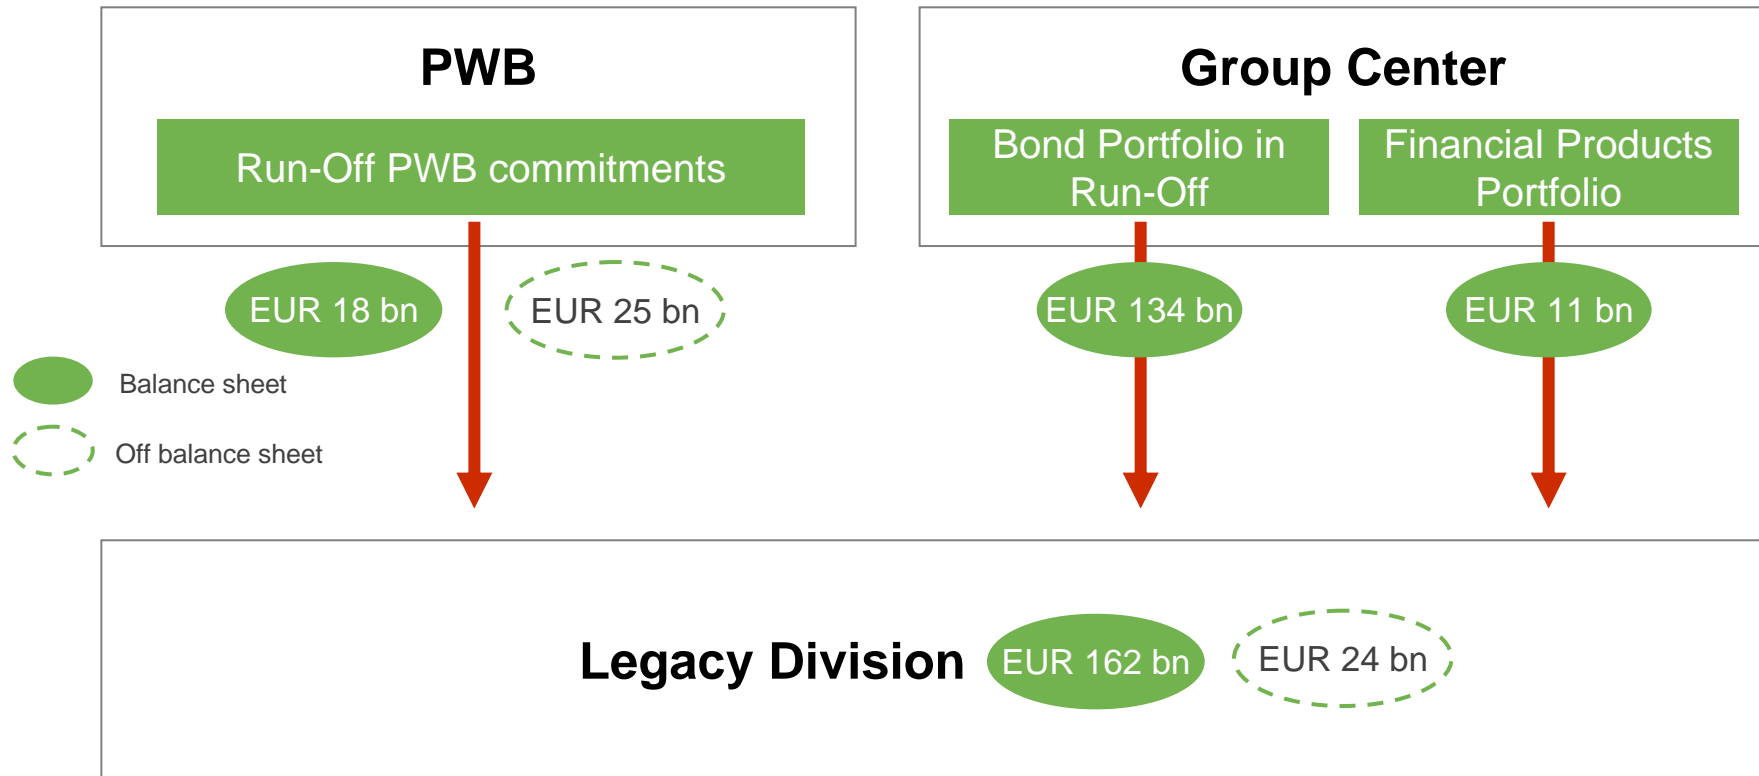 PWB
Run-Off PWB commitments
Group Center
Bond Portfolio in
Run-Off
Financial Products
Portfolio
EUR 18 bn
EUR 25 bn
EUR 134 bn
EUR 11 bn
Balance sheet
Off balance sheet
Legacy Division
EUR 162 bn
EUR 24 bn